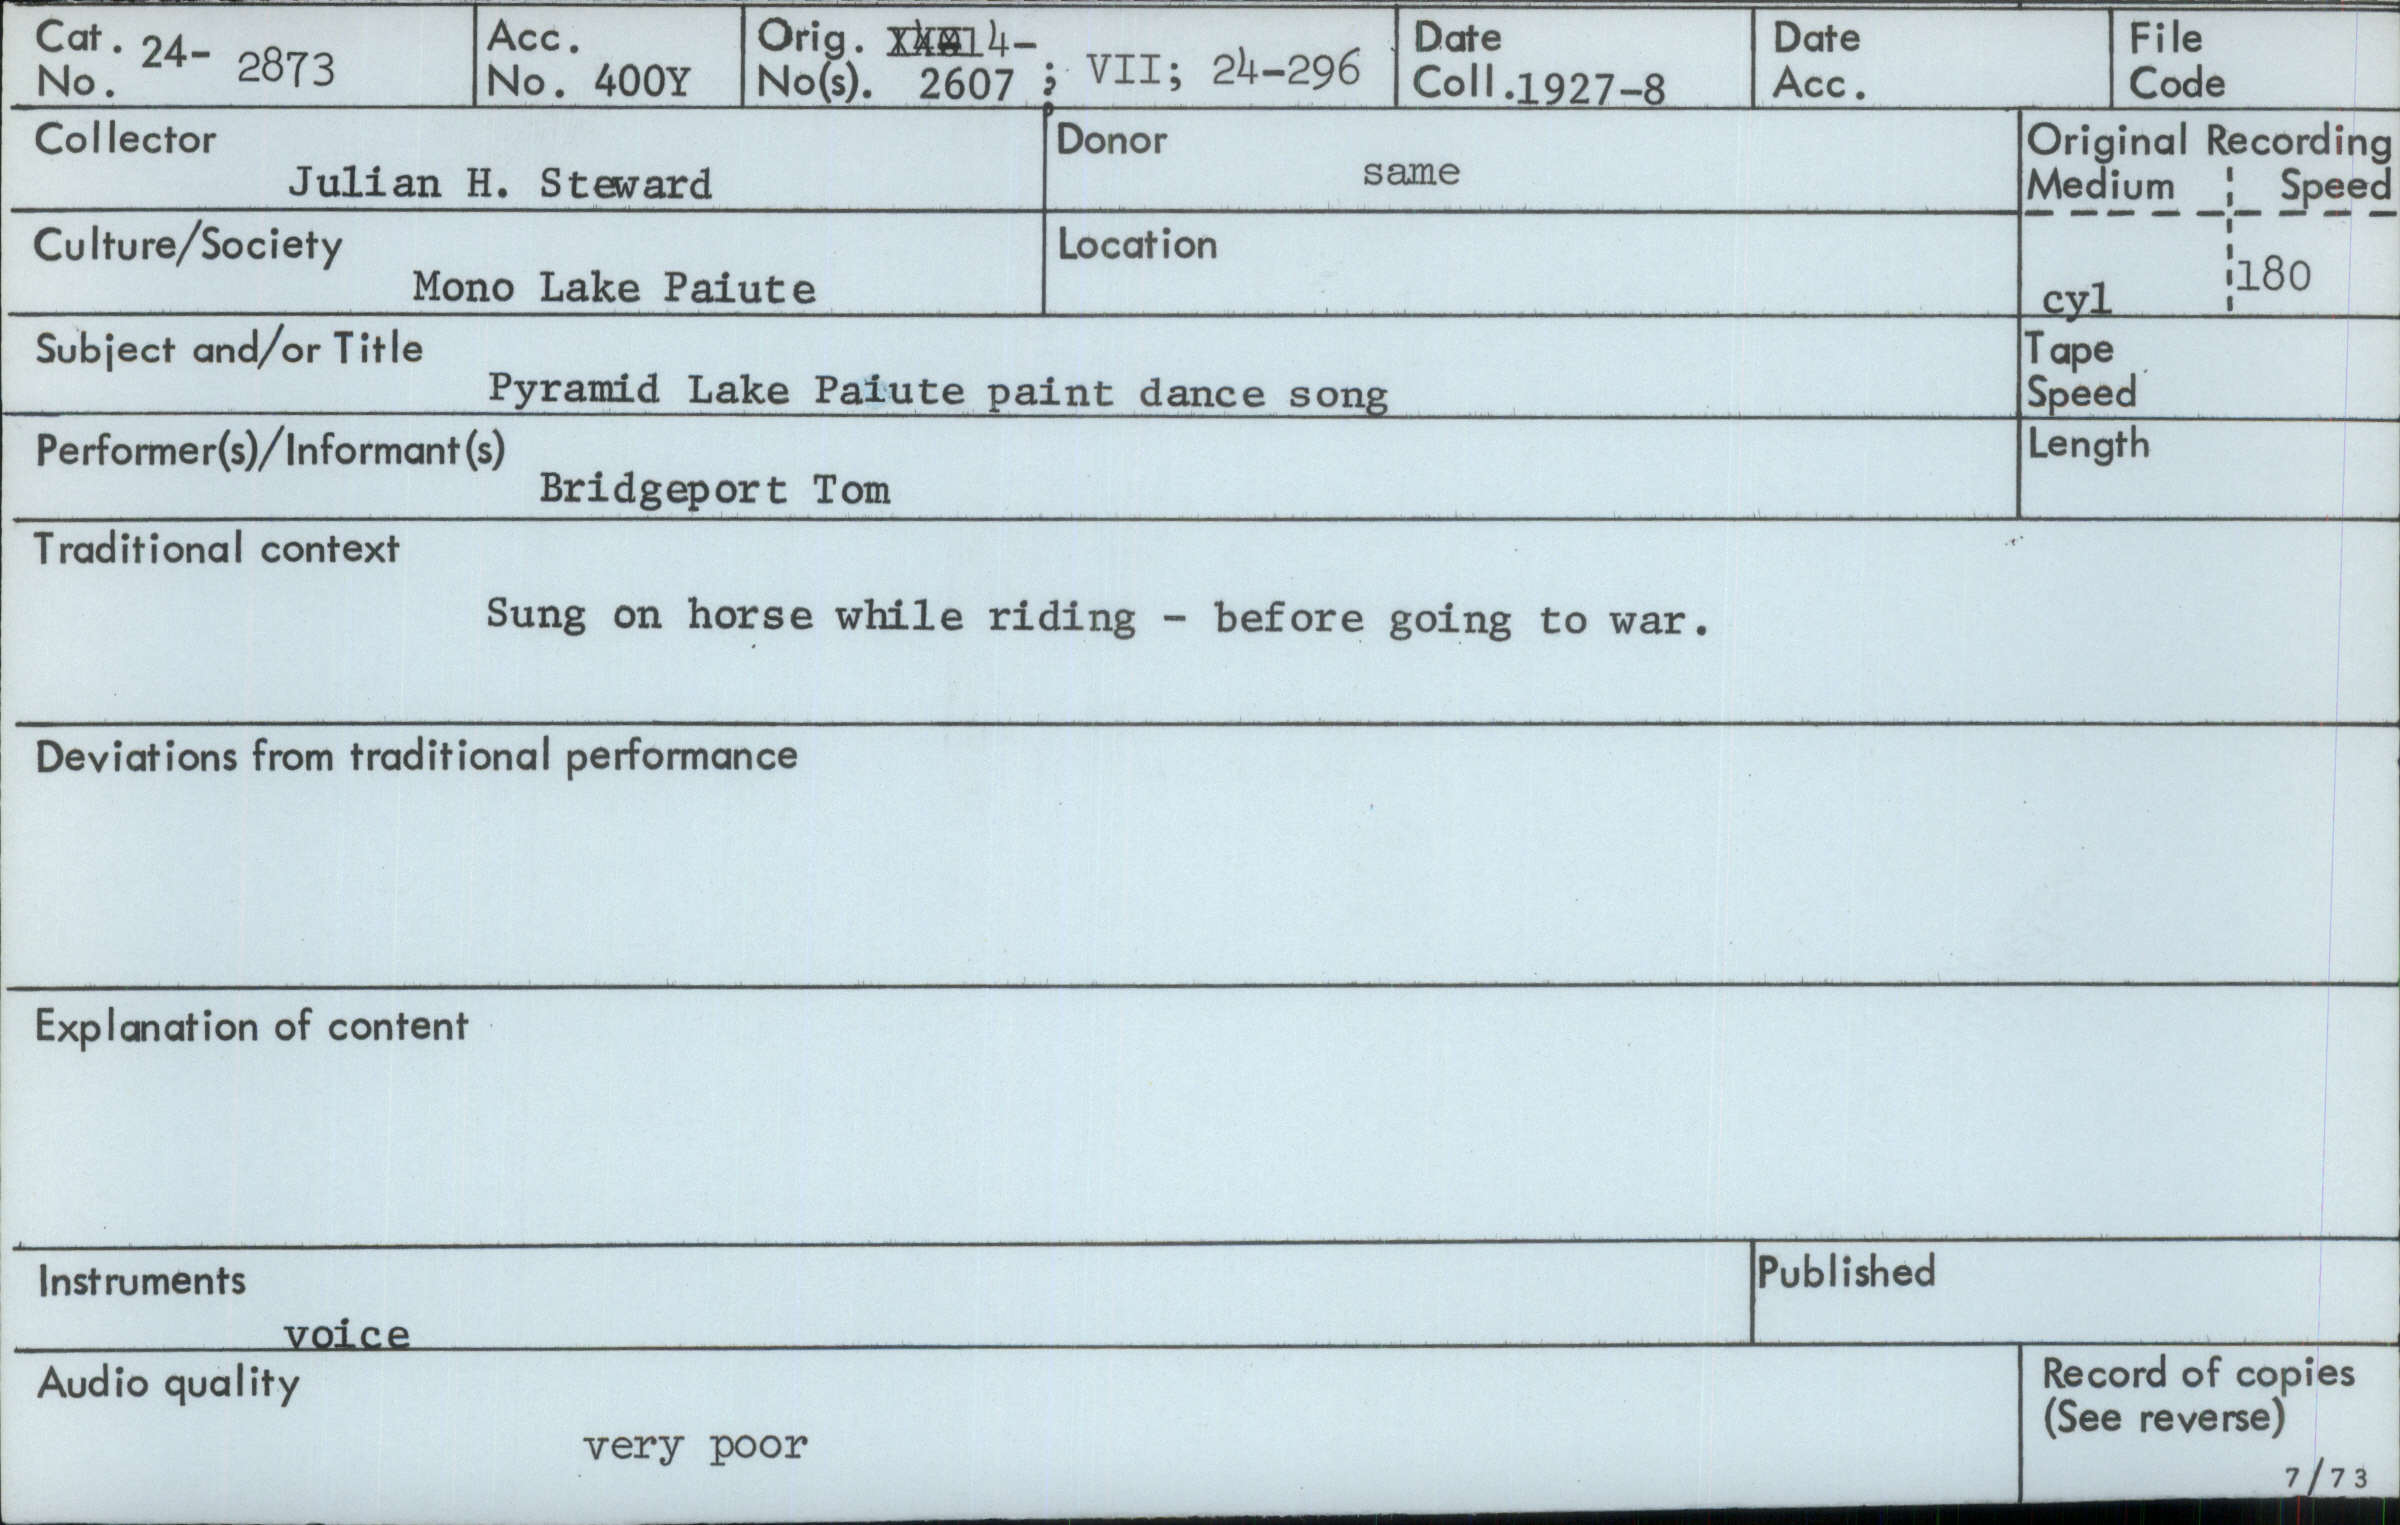 Cat. No. 24- 2873
Acc. No. 400Y
Orig. No(s). 14-2607 ; VII; 24-296
Date Coll. 1927-8
Date Acc.
File Code
Collector
Julian H. Steward
Donor
same
Original Recording
Medium Speed
cyl 180
Culture/Society
Mono Lake Paiute
Location
Subject and/or Title
Pyramid Lake Paiute paint dance song
Tape Speed
Performer(s)/Informant(s)
Bridgeport Tom
Length
Traditional context
Sung on horse while riding - before going to war.
Deviations from traditional performance
Explanation of content
Instruments
voice
Published
Audio quality
very poor
Record of copies
(See reverse)
7/73